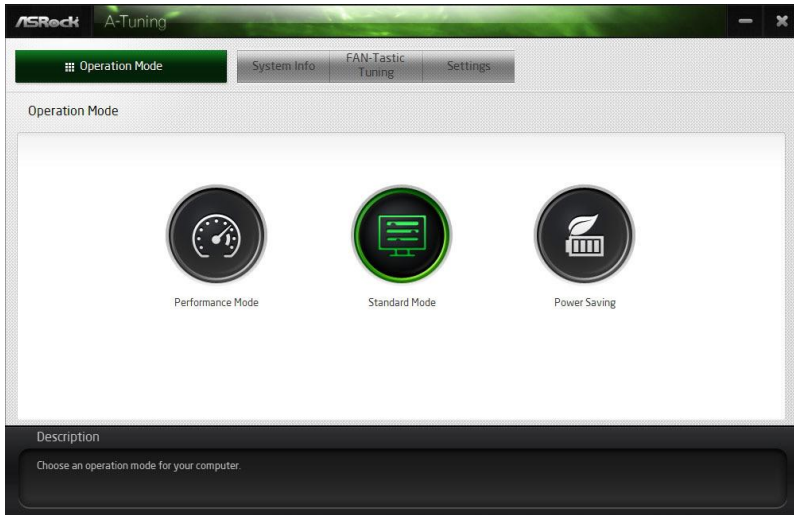 ASRock A-Tuning
Operation Mode
System Info
FAN-Tastic
Tuning
Settings
Operation Mode
Performance Mode
Standard Mode
Power Saving
Description
Choose an operation mode for your computer.